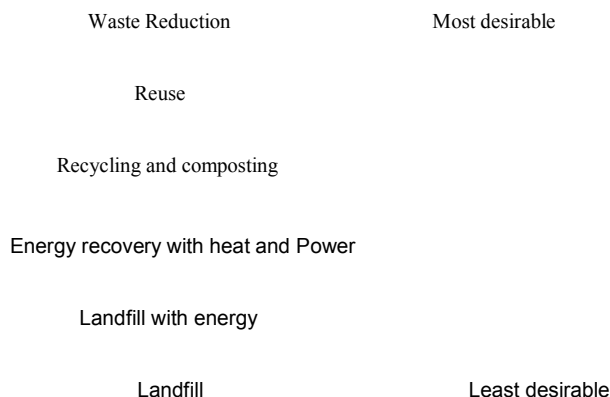 Waste Reduction Most desirable
Reuse
Recycling and composting
Energy recovery with heat and Power
Landfill with energy
Landfill Least desirable